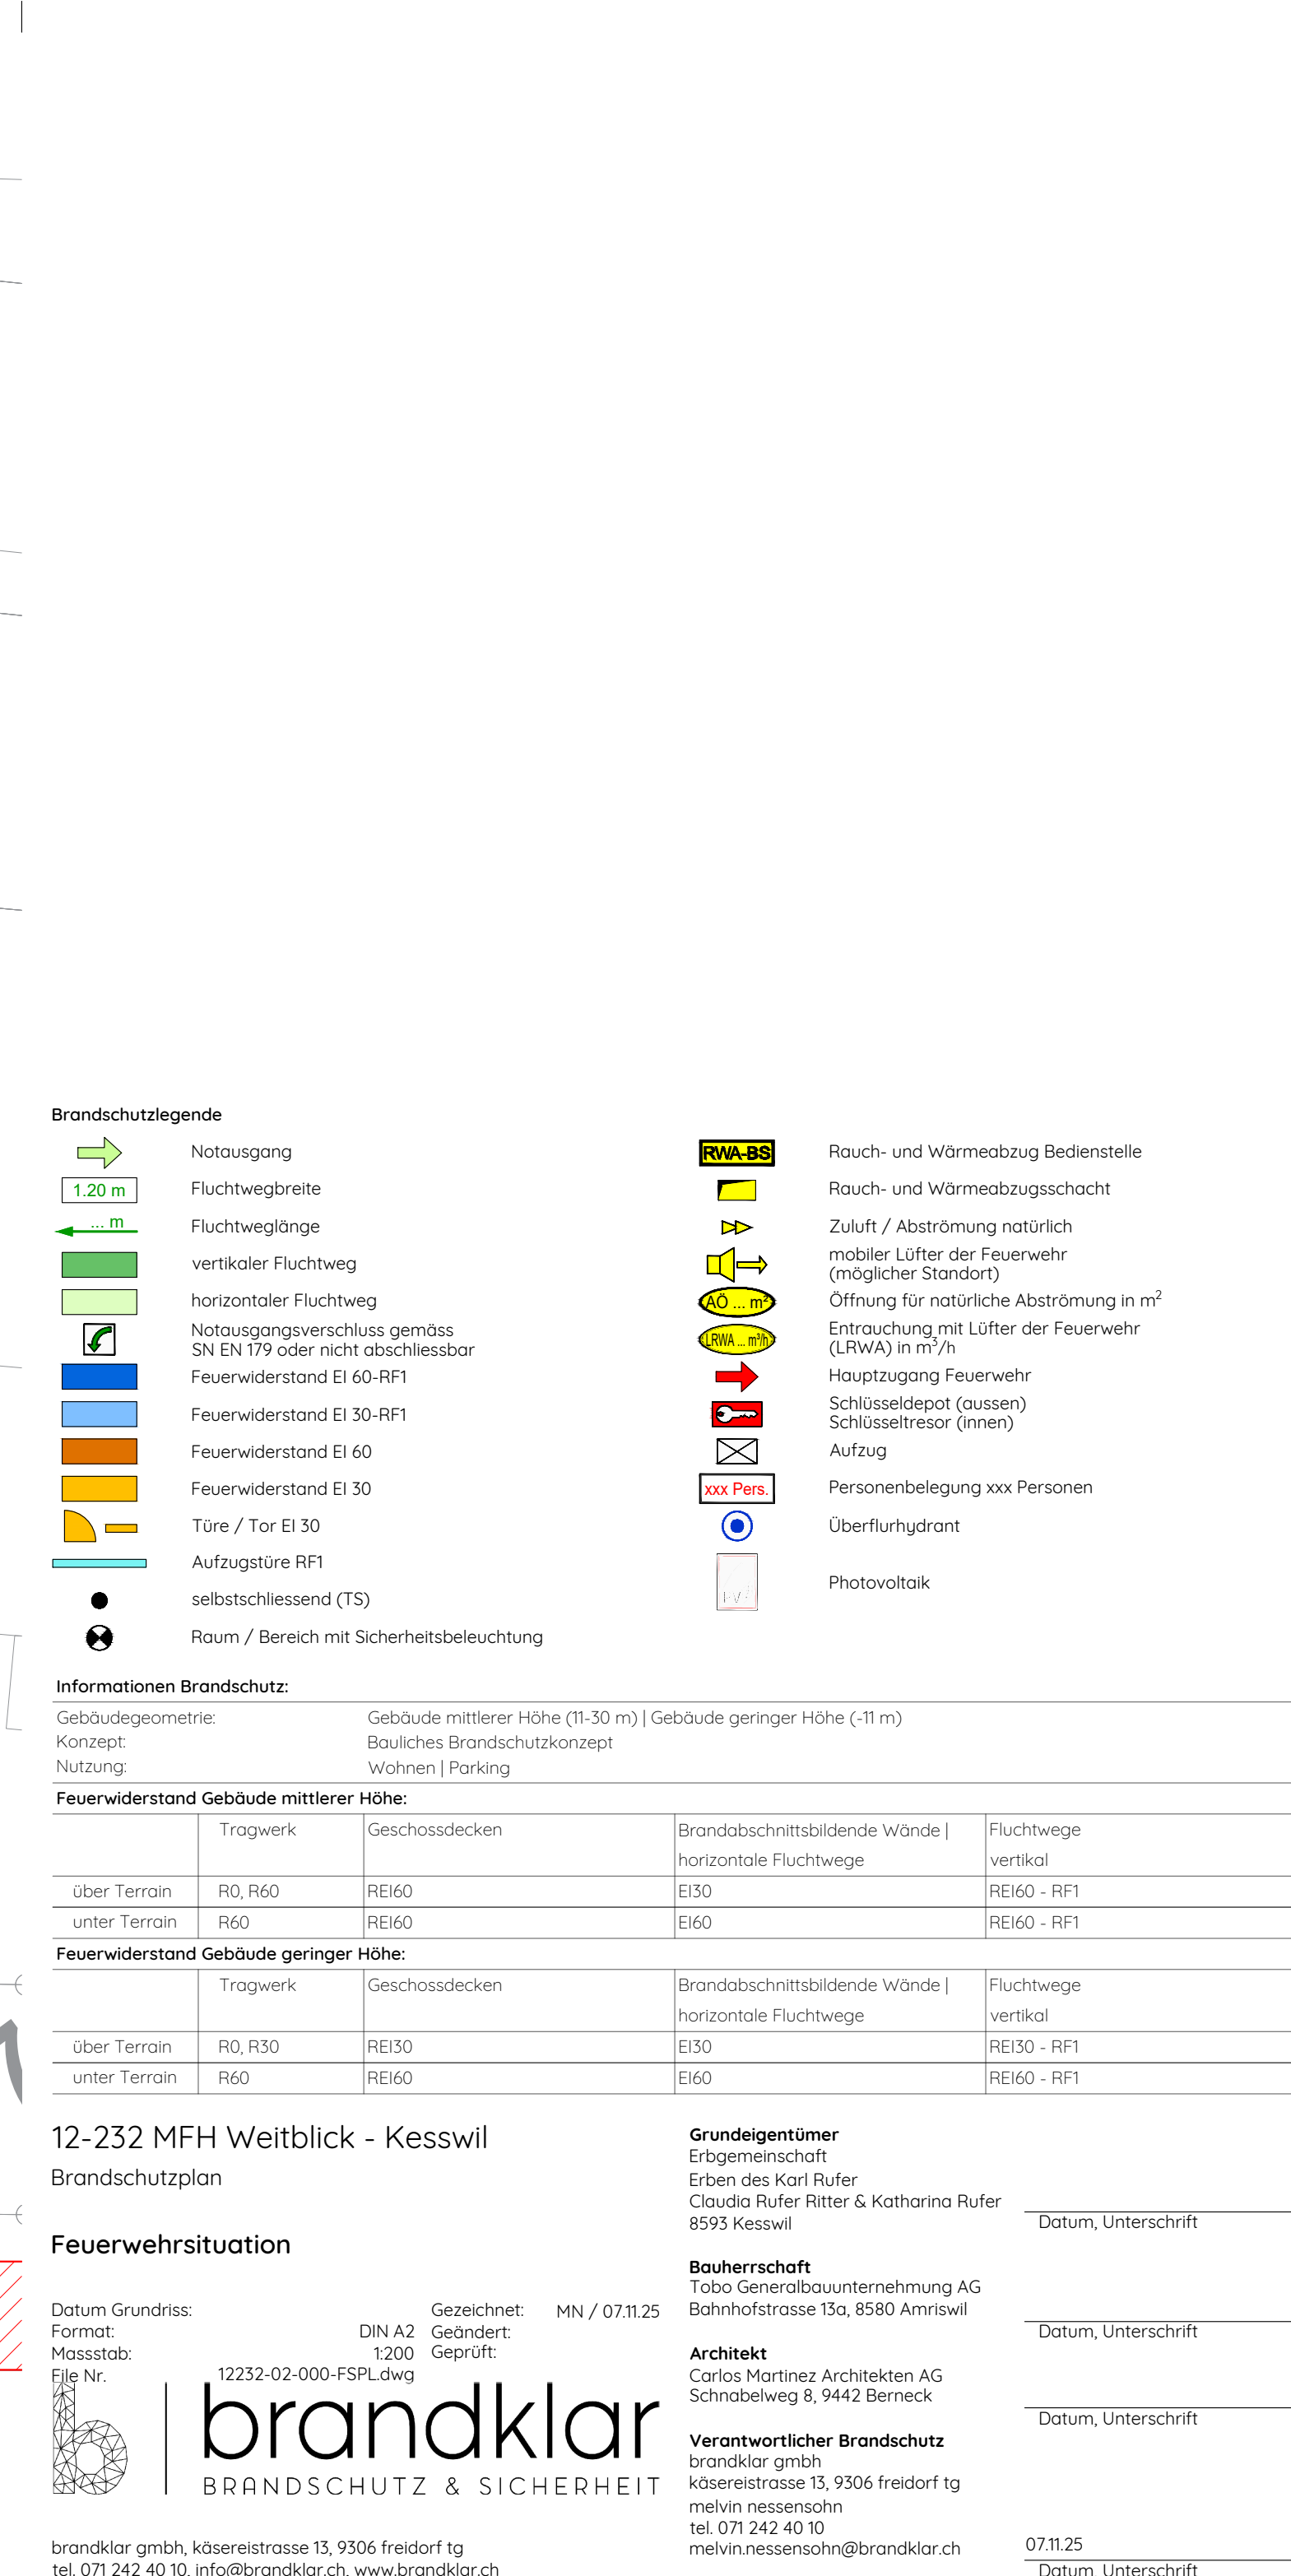 Brandschutzlegende
Notausgang
1.20 m
Fluchtwegbreite
... m
Fluchtweglänge
vertikaler Fluchtweg
horizontaler Fluchtweg
Notausgangsverschluss gemäss
SN EN 179 oder nicht abschliessbar
Feuerwiderstand EI 60-RF1
Feuerwiderstand EI 30-RF1
Feuerwiderstand EI 60
Feuerwiderstand EI 30
Türe / Tor EI 30
Aufzugstüre RF1
selbstschliessend (TS)
Raum / Bereich mit Sicherheitsbeleuchtung
RWA-BS
Rauch- und Wärmeabzug Bedienstelle
Rauch- und Wärmeabzugsschacht
Zuluft / Abströmung natürlich
mobiler Lüfter der Feuerwehr
(möglicher Standort)
AÖ ... m²
Öffnung für natürliche Abströmung in m²
LRWA ... m³/h
Entrauchung mit Lüfter der Feuerwehr
(LRWA) in m³/h
Hauptzugang Feuerwehr
Schlüsseldepot (aussen)
Schlüsseltresor (innen)
Aufzug
xxx Pers.
Personenbelegung xxx Personen
Überflurhydrant
PV
Photovoltaik
Informationen Brandschutz:
Gebäudegeometrie: Gebäude mittlerer Höhe (11-30 m) | Gebäude geringer Höhe (-11 m)
Konzept: Bauliches Brandschutzkonzept
Nutzung: Wohnen | Parking
Feuerwiderstand Gebäude mittlerer Höhe:
Tragwerk Geschossdecken Brandabschnittsbildende Wände | Fluchtwege
horizontale Fluchtwege vertikal
über Terrain R0, R60 REI60 EI30 REI60 - RF1
unter Terrain R60 REI60 EI60 REI60 - RF1
Feuerwiderstand Gebäude geringer Höhe:
Tragwerk Geschossdecken Brandabschnittsbildende Wände | Fluchtwege
horizontale Fluchtwege vertikal
über Terrain R0, R30 REI30 EI30 REI30 - RF1
unter Terrain R60 REI60 EI60 REI60 - RF1
12-232 MFH Weitblick - Kesswil
Brandschutzplan
Feuerwehrsituation
Datum Grundriss:
Format: DIN A2
Massstab: 1:200
File Nr. 12232-02-000-FSPL.dwg
Gezeichnet: MN / 07.11.25
Geändert:
Geprüft:
b | brandklar
BRANDSCHUTZ & SICHERHEIT
brandklar gmbh, käsereistrasse 13, 9306 freidorf tg
tel. 071 242 40 10, info@brandklar.ch, www.brandklar.ch
Grundeigentümer
Erbgemeinschaft
Erben des Karl Rufer
Claudia Rufer Ritter & Katharina Rufer
8593 Kesswil
Datum, Unterschrift
Bauherrschaft
Tobo Generalbauunternehmung AG
Bahnhofstrasse 13a, 8580 Amriswil
Datum, Unterschrift
Architekt
Carlos Martinez Architekten AG
Schnabelweg 8, 9442 Berneck
Datum, Unterschrift
Verantwortlicher Brandschutz
brandklar gmbh
käsereistrasse 13, 9306 freidorf tg
melvin nessensohn
tel. 071 242 40 10
melvin.nessensohn@brandklar.ch
07.11.25
Datum, Unterschrift